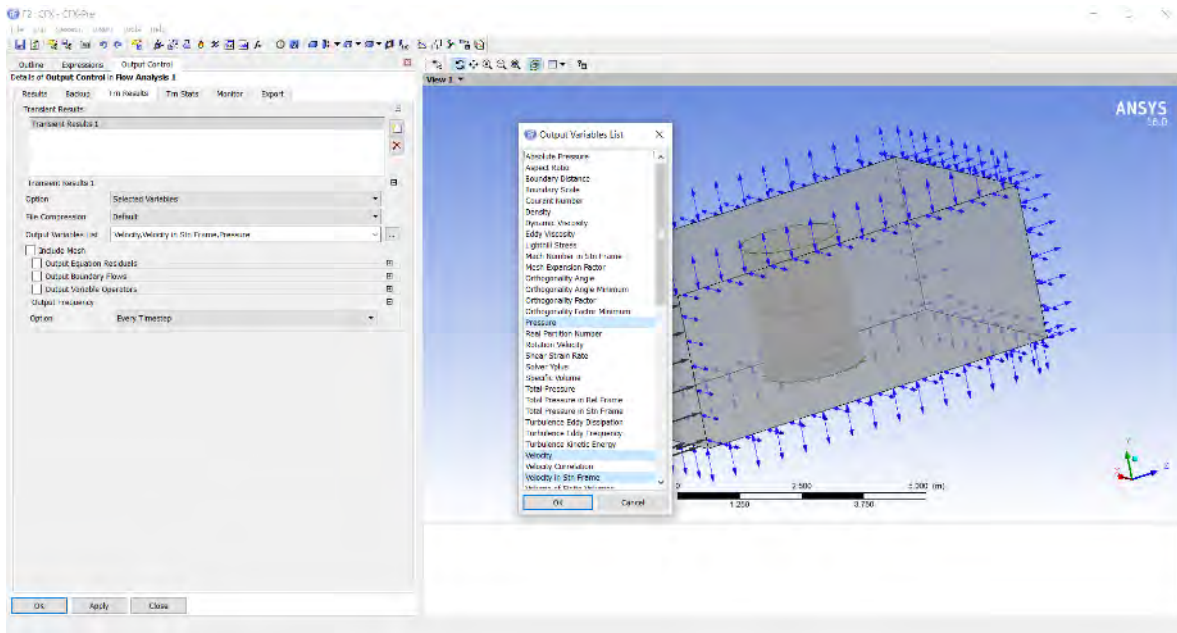 F2 - CFX - CFX-Pre
Outline Expressions Output Control
Details of Output Control in Flow Analysis 1
Results Backup Trn Results Trn Stats Monitor Export
Transient Results
Transient Results 1
Transient Results 1
Option Selected Variables
File Compression Default
Output Variables List Velocity,Velocity in Stn Frame,Pressure
Include Mesh
Output Equation Residuals
Output Boundary Flows
Output Variable Operators
Output Frequency
Option Every Timestep
OK Apply Close
View 1
ANSYS
16.0
Output Variables List
Absolute Pressure
Aspect Ratio
Boundary Distance
Boundary Scale
Courant Number
Density
Dynamic Viscosity
Eddy Viscosity
Lighthill Stress
Mach Number in Stn Frame
Mesh Expansion Factor
Orthogonality Angle
Orthogonality Angle Minimum
Orthogonality Factor
Orthogonality Factor Minimum
Pressure
Real Partition Number
Rotation Velocity
Shear Strain Rate
Solver Yplus
Specific Volume
Total Pressure
Total Pressure in Rel Frame
Total Pressure in Stn Frame
Turbulence Eddy Dissipation
Turbulence Eddy Frequency
Turbulence Kinetic Energy
Velocity
Velocity Correlation
Velocity in Stn Frame
OK Cancel
0 2.500 5.000 (m)
1.250 3.750
Y
Z